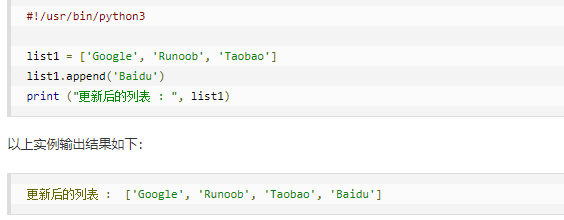 #!/usr/bin/python3
list1 = ['Google', 'Runoob', 'Taobao']
list1.append('Baidu')
print ("更新后的列表 : ", list1)
以上实例输出结果如下：
更新后的列表 :  ['Google', 'Runoob', 'Taobao', 'Baidu']